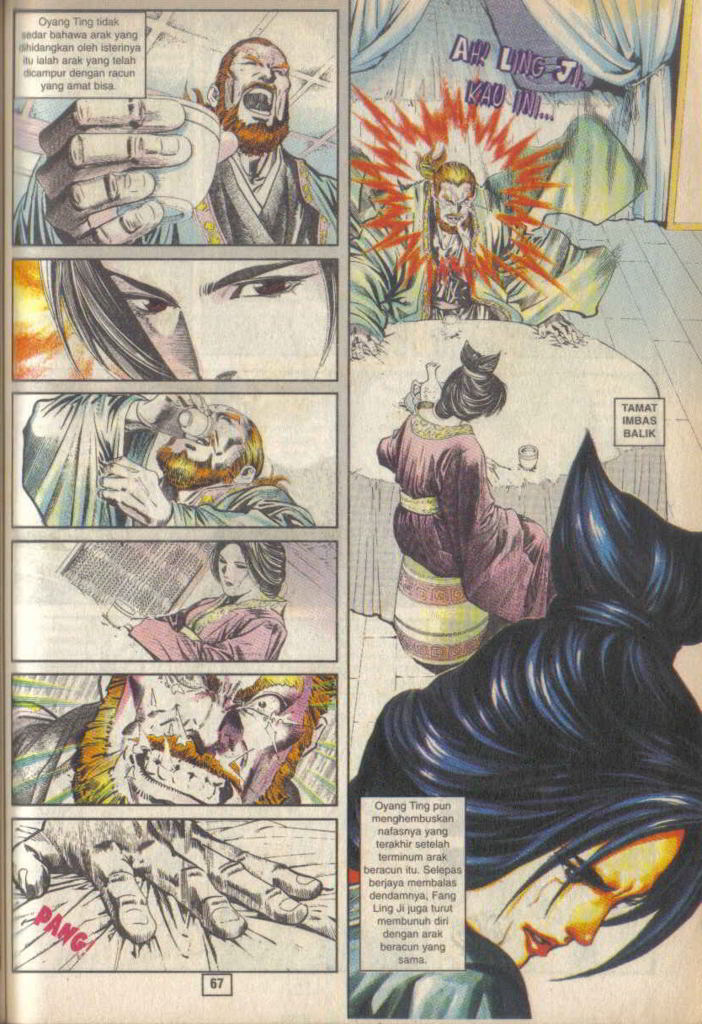 Oyang Ting tidak
sedar bahawa arak yang
dihidangkan oleh isterinya
itu ialah arak yang telah
dicampur dengan racun
yang amat bisa.
PANG!
67
AH! LING JI,
KAU INI...
TAMAT
IMBAS
BALIK
Oyang Ting pun
menghembuskan
nafasnya yang
terakhir setelah
terminum arak
beracun itu. Selepas
berjaya membalas
dendamnya, Fang
Ling Ji juga turut
membunuh diri
dengan arak
beracun yang
sama.